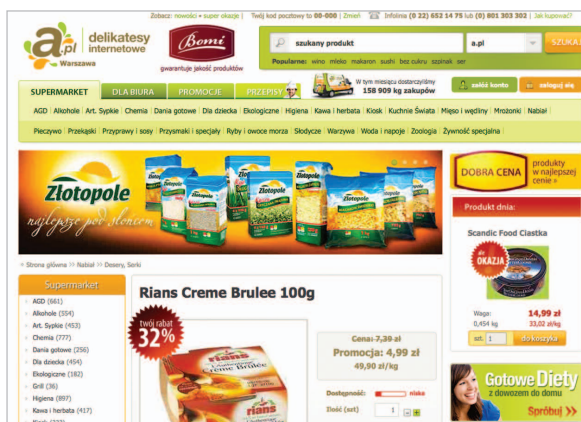 Zobacz: nowości • super okazje | Twój kod pocztowy to 00-000 | Zmień Infolinia (0 22) 652 14 75 lub (0) 801 303 302 | Jak kupować?
a.pl delikatesy internetowe
Warszawa
Bomi
gwarantuje jakość produktów
szukany produkt a.pl SZUKA
Popularne: wino mleko makaron sushi bez cukru szpinak ser
SUPERMARKET DLA BIURA PROMOCJE PRZEPISY
W tym miesiącu dostarczyliśmy
158 909 kg zakupów
załóż konto zaloguj się
AGD | Alkohole | Art. Sypkie | Chemia | Dania gotowe | Dla dziecka | Ekologiczne | Higiena | Kawa i herbata | Kiosk | Kuchnie Świata | Mięso i wędliny | Mrożonki | Nabiał
Pieczywo | Przekąski | Przyprawy i sosy | Przysmaki i specjały | Ryby i owoce morza | Słodycze | Warzywa | Woda i napoje | Zoologia | Żywność specjalna
Złotopole
najlepsze pod słońcem
DOBRA CENA
produkty
w najlepszej
cenie »
Produkt dnia:
Scandic Food Ciastka
OKAZJA
Waga: 14,99 zł
0,454 kg 33,02 zł/kg
szt. 1 do koszyka
Strona główna >> Nabiał >> Desery, Serki
Supermarket
AGD (661)
Alkohole (554)
Art. Sypkie (453)
Chemia (777)
Dania gotowe (256)
Dla dziecka (454)
Ekologiczne (182)
Grill (36)
Higiena (897)
Kawa i herbata (417)
Rians Creme Brulee 100g
twój rabat
32%
rians
Crème Brûlée
rians
Cena: 7,39 zł
Promocja: 4,99 zł
49,90 zł/kg
Dostępność: niska
Ilość (szt) 1
Gotowe Diety
z dowozem do domu
Spróbuj >>